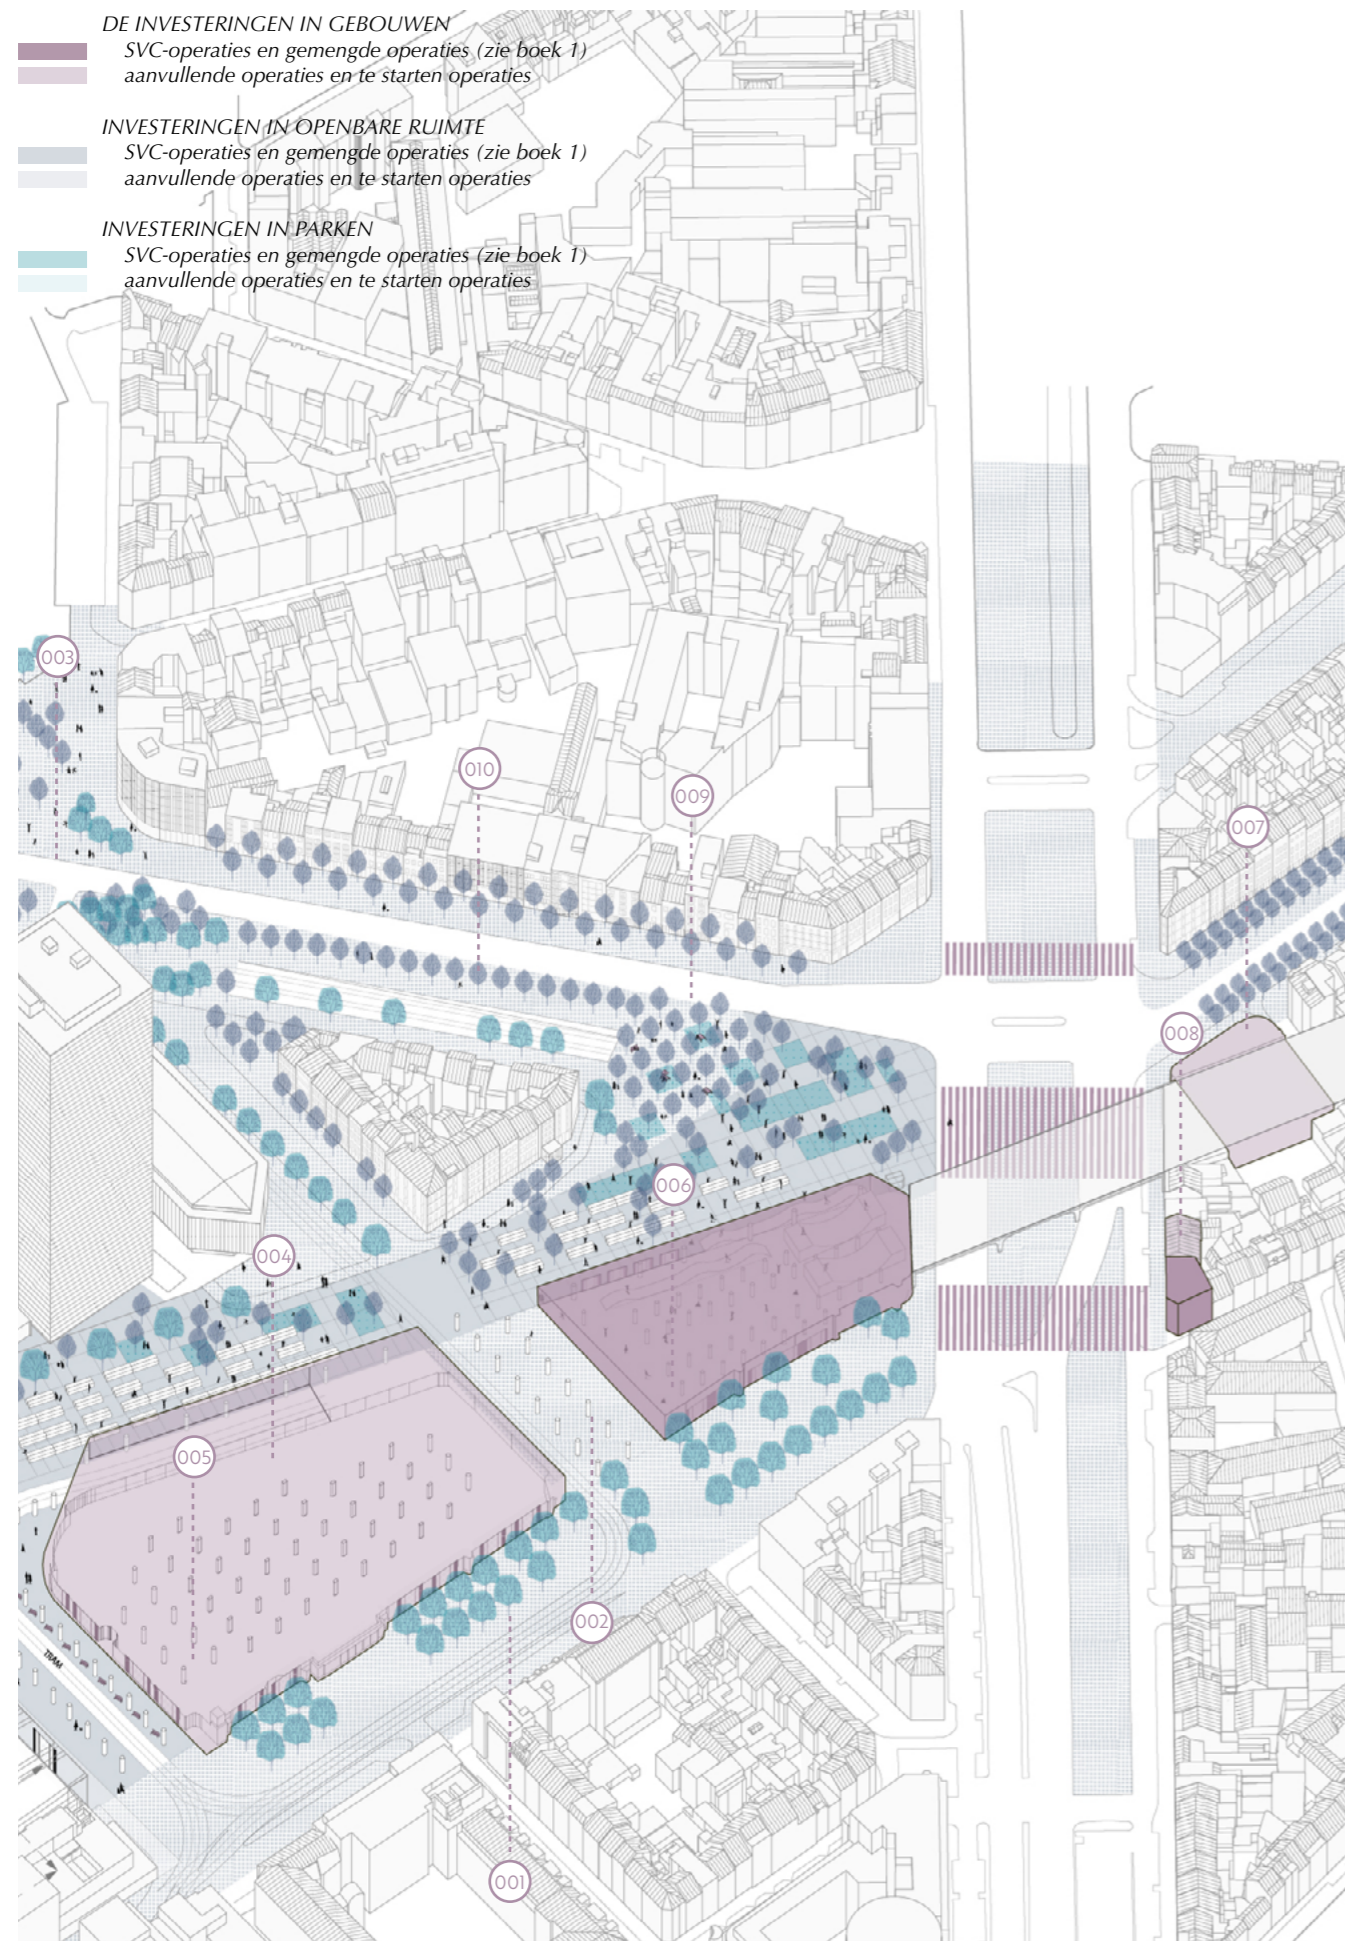 DE INVESTERINGEN IN GEBOUWEN
SVC-operaties en gemengde operaties (zie boek 1)
aanvullende operaties en te starten operaties
INVESTERINGEN IN OPENBARE RUIMTE
SVC-operaties en gemengde operaties (zie boek 1)
aanvullende operaties en te starten operaties
INVESTERINGEN IN PARKEN
SVC-operaties en gemengde operaties (zie boek 1)
aanvullende operaties en te starten operaties
003
010
009
007
008
006
004
005
002
TRAM
001